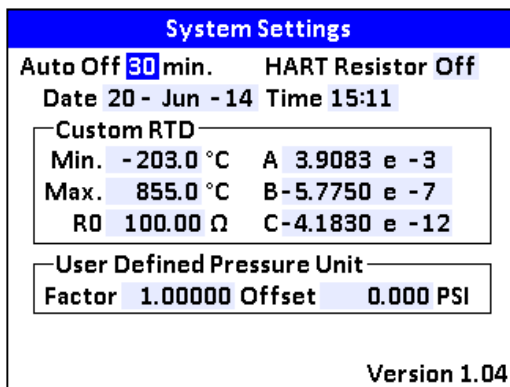 System Settings
Auto Off 30 min. HART Resistor Off
Date 20 - Jun - 14 Time 15:11
Custom RTD
Min. -203.0 °C A 3.9083 e -3
Max. 855.0 °C B -5.7750 e -7
R0 100.00 Ω C -4.1830 e -12
User Defined Pressure Unit
Factor 1.00000 Offset 0.000 PSI
Version 1.04